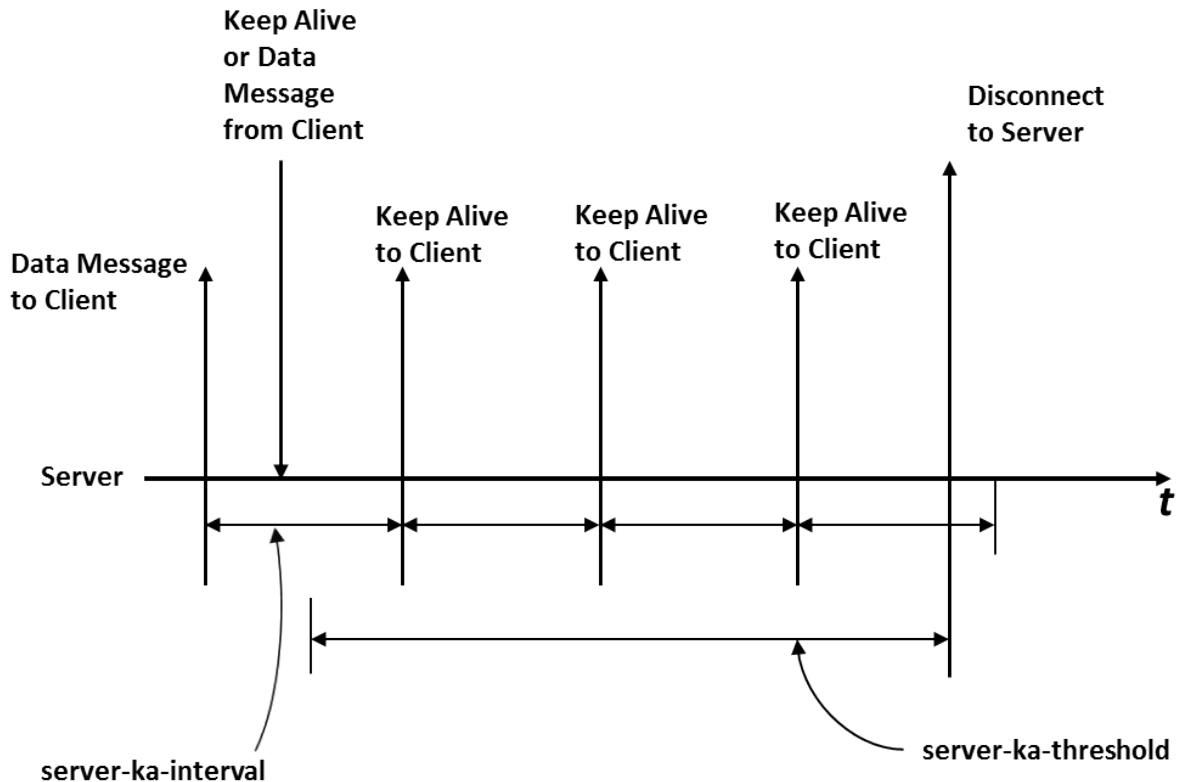 Keep Alive
or Data
Message
from Client
Disconnect
to Server
Keep Alive
to Client
Keep Alive
to Client
Keep Alive
to Client
Data Message
to Client
Server
t
server-ka-interval
server-ka-threshold